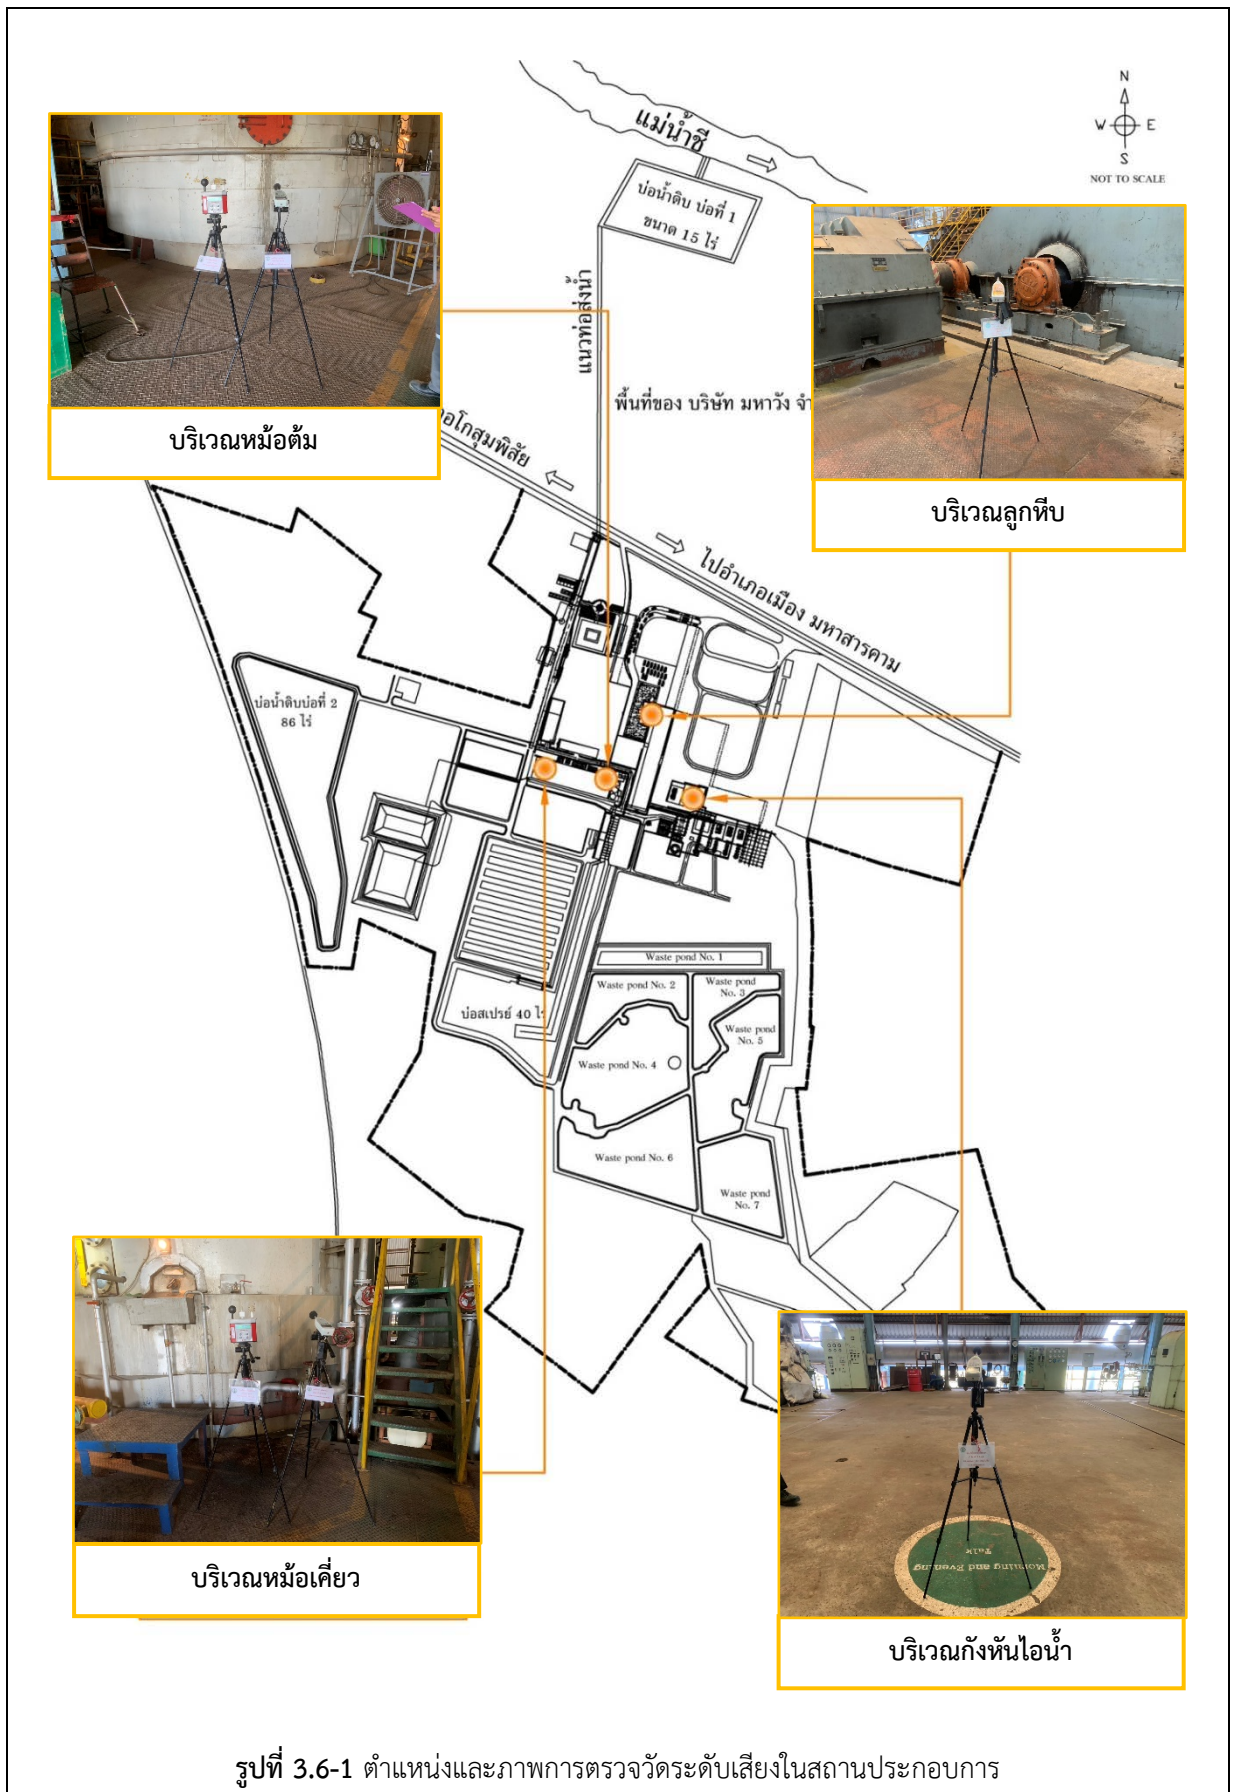 แม่น้ำชี
N
W E
S
NOT TO SCALE
บ่อน้ำดิบ บ่อที่ 1
ขนาด 15 ไร่
แนวท่อส่งน้ำ
พื้นที่ของ บริษัท มหาวัง จำ
บริเวณหม้อต้ม
อโกสุมพิสัย
บริเวณลูกหีบ
ไปอำเภอเมือง มหาสารคาม
บ่อน้ำดิบบ่อที่ 2
86 ไร่
Waste pond No. 1
Waste pond No. 2
Waste pond
No. 3
บ่อสเปรย์ 40 ไร่
Waste pond
No. 5
Waste pond No. 4
Waste pond No. 6
Waste pond
No. 7
Morning and Evening
Talk
บริเวณหม้อเคี่ยว
บริเวณกังหันไอน้ำ
รูปที่ 3.6-1 ตำแหน่งและภาพการตรวจวัดระดับเสียงในสถานประกอบการ